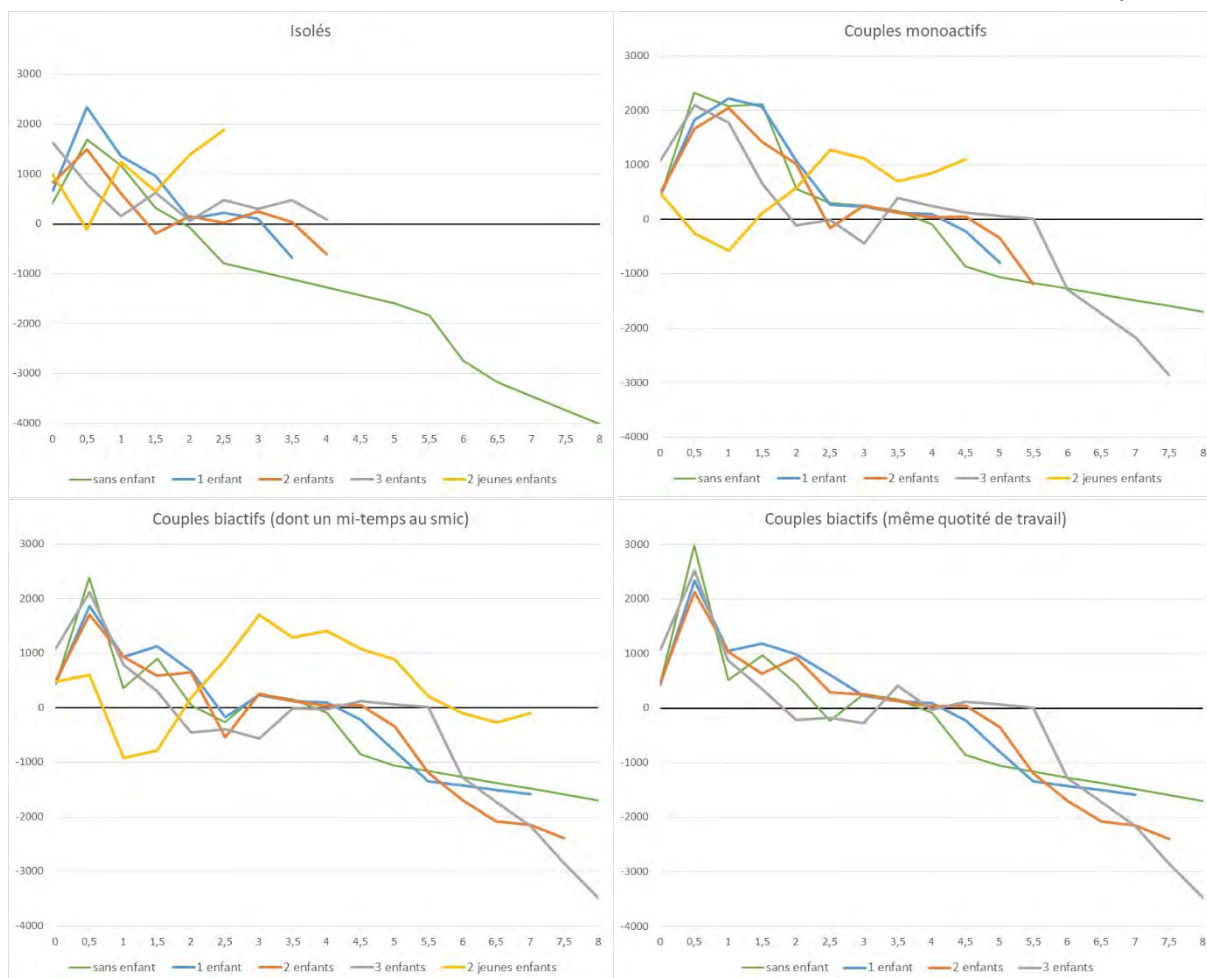 Isolés
3000
2000
1000
0
-1000
-2000
-3000
-4000
0 0,5 1 1,5 2 2,5 3 3,5 4 4,5 5 5,5 6 6,5 7 7,5 8
sans enfant 1 enfant 2 enfants 3 enfants 2 jeunes enfants
Couples monoactifs
3000
2000
1000
0
-1000
-2000
-3000
-4000
0 0,5 1 1,5 2 2,5 3 3,5 4 4,5 5 5,5 6 6,5 7 7,5 8
sans enfant 1 enfant 2 enfants 3 enfants 2 jeunes enfants
Couples biactifs (dont un mi-temps au smic)
3000
2000
1000
0
-1000
-2000
-3000
-4000
0 0,5 1 1,5 2 2,5 3 3,5 4 4,5 5 5,5 6 6,5 7 7,5 8
sans enfant 1 enfant 2 enfants 3 enfants 2 jeunes enfants
Couples biactifs (même quotité de travail)
3000
2000
1000
0
-1000
-2000
-3000
-4000
0 0,5 1 1,5 2 2,5 3 3,5 4 4,5 5 5,5 6 6,5 7 7,5 8
sans enfant 1 enfant 2 enfants 3 enfants